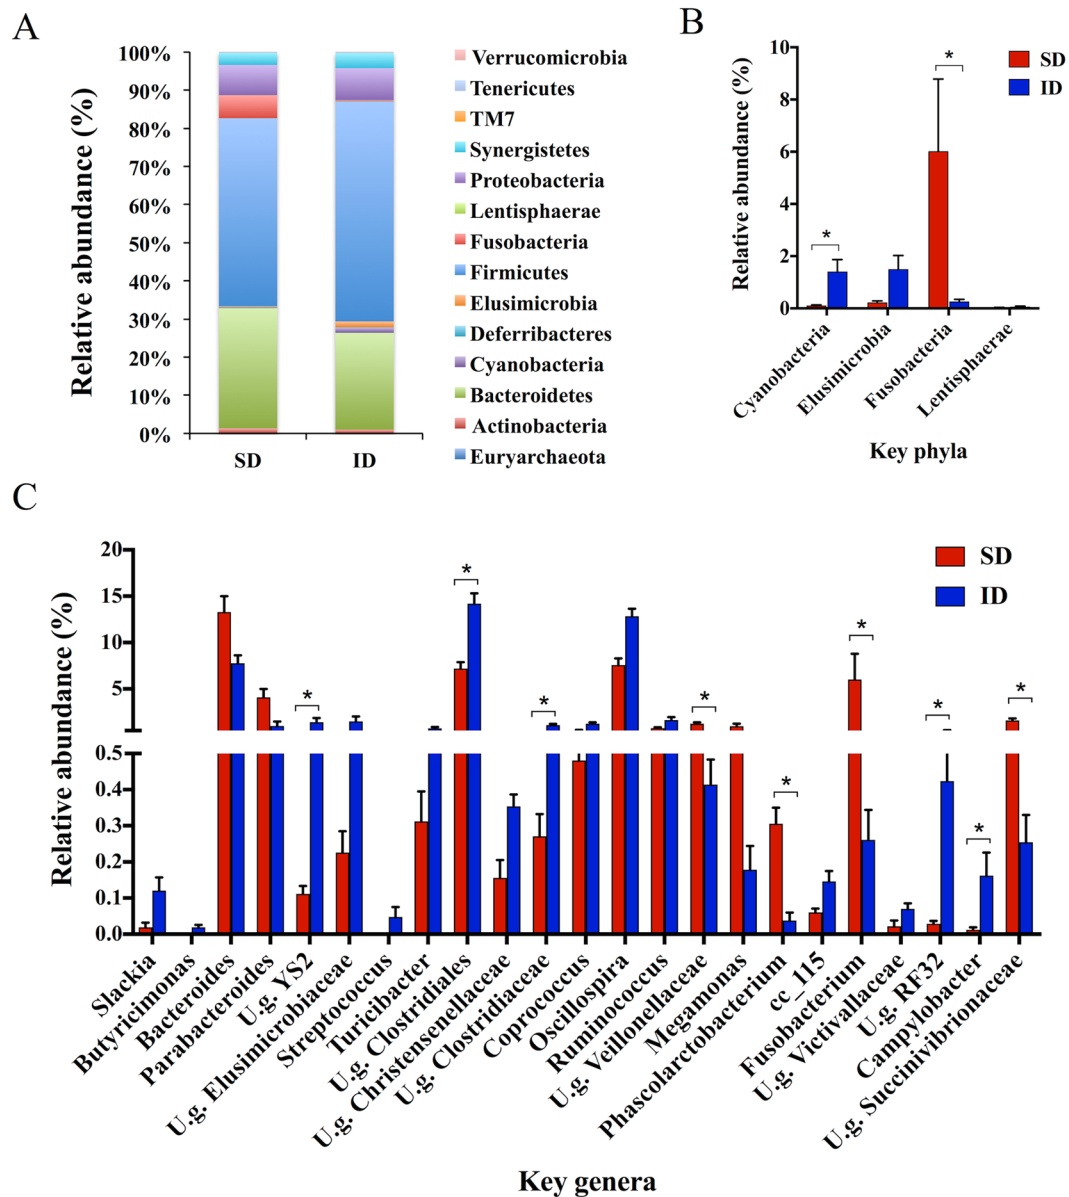 A
Relative abundance (%)
100%
90%
80%
70%
60%
50%
40%
30%
20%
10%
0%
SD
ID
Verrucomicrobia
Tenericutes
TM7
Synergistetes
Proteobacteria
Lentisphaerae
Fusobacteria
Firmicutes
Elusimicrobia
Deferribacteres
Cyanobacteria
Bacteroidetes
Actinobacteria
Euryarchaeota
B
Relative abundance (%)
10
8
6
4
2
0
*
*
SD
ID
Cyanobacteria
Elusimicrobia
Fusobacteria
Lentisphaerae
Key phyla
C
Relative abundance (%)
20
15
10
5
0.5
0.4
0.3
0.2
0.1
0.0
*
*
*
*
*
*
*
*
*
SD
ID
Slackia
Butyricimonas
Bacteroides
Parabacteroides
U.g. YS2
U.g. Elusimicrobiaceae
Streptococcus
Turicibacter
U.g. Clostridiales
U.g. Christensenellaceae
U.g. Clostridiaceae
Coprococcus
Oscillospira
Ruminococcus
U.g. Veillonellaceae
Megamonas
Phascolarctobacterium
cc_115
Fusobacterium
U.g. Victivallaceae
U.g. RF32
Campylobacter
U.g. Succinivibrionaceae
Key genera